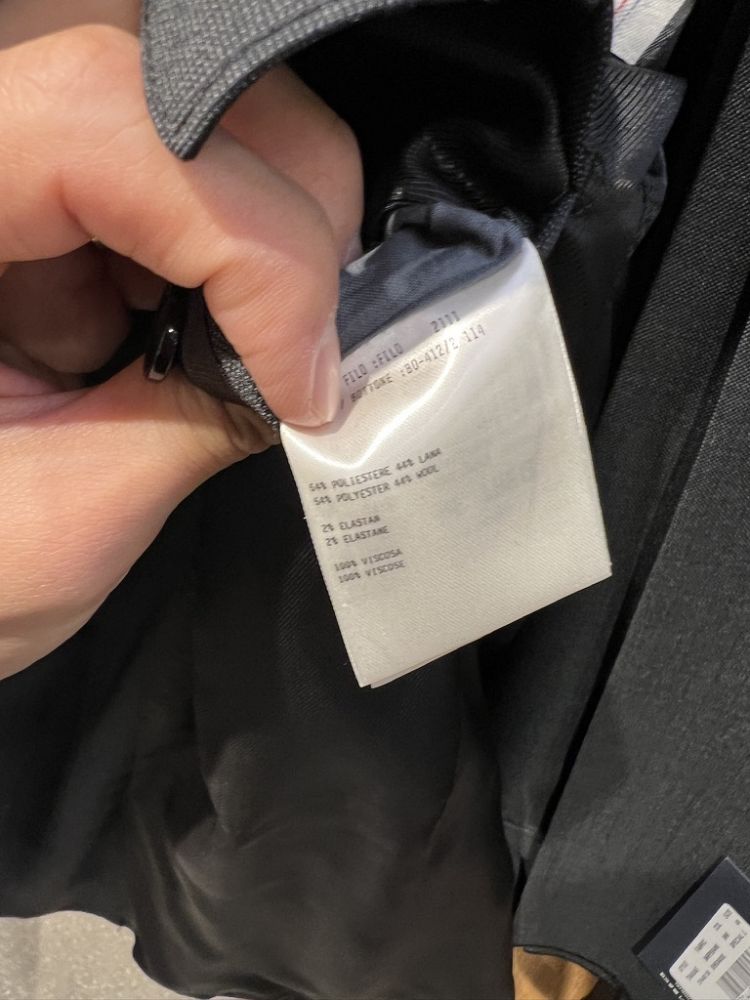 FILO :FILO 2111
BOTTONE :BO-412/2 114
54% POLIESTERE 44% LANA
54% POLYESTER 44% WOOL
2% ELASTAN
2% ELASTANE
100% VISCOSA
100% VISCOSE